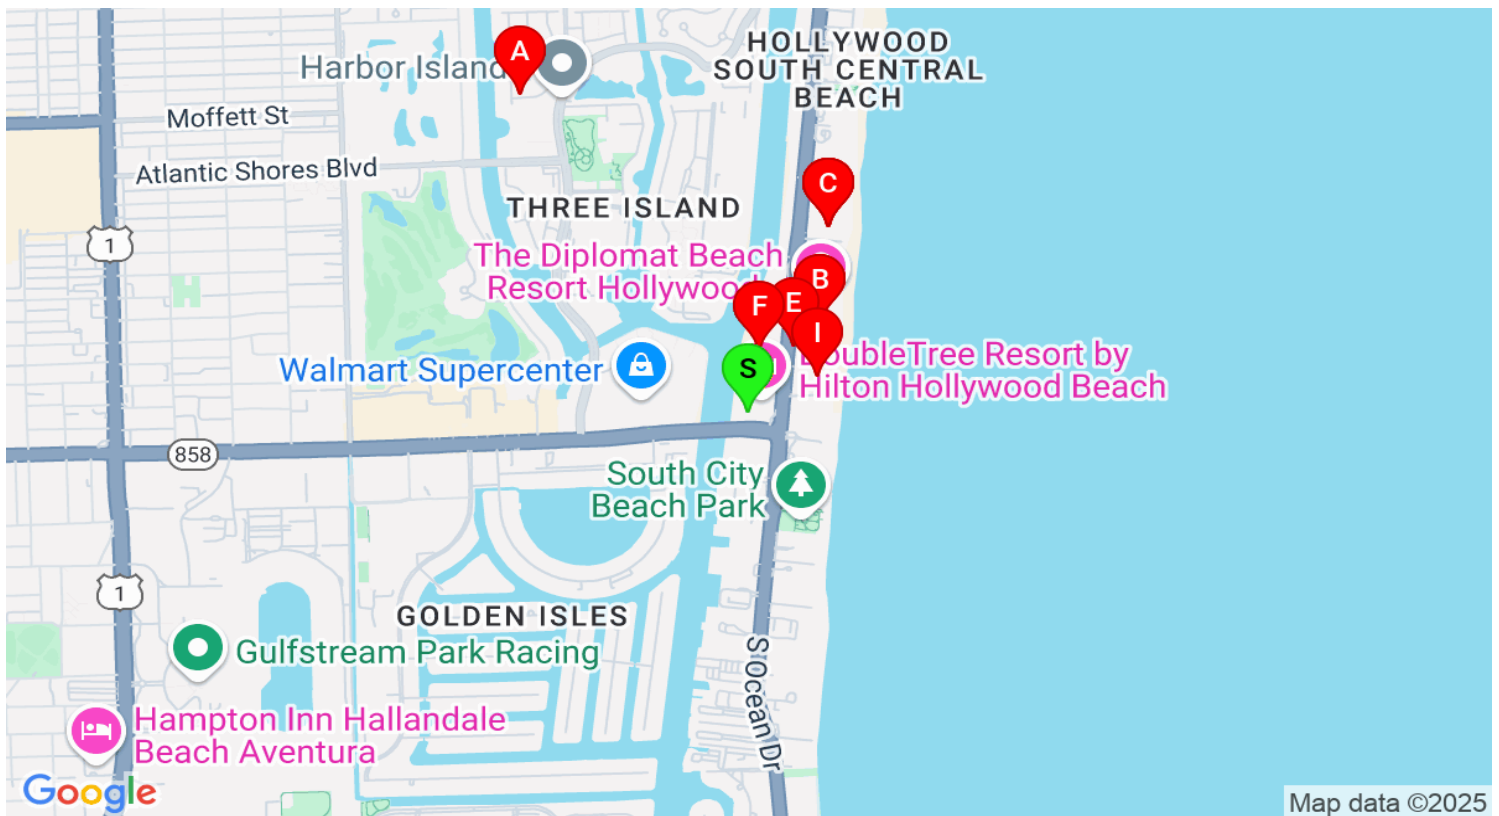 HOLLYWOOD
SOUTH CENTRAL
BEACH
A
Harbor Island
Moffett St
Atlantic Shores Blvd
C
THREE ISLAND
1
The Diplomat Beach
Resort Hollywood
B
E
F
I
DoubleTree Resort by
Hilton Hollywood Beach
S
Walmart Supercenter
858
South City
Beach Park
1
GOLDEN ISLES
Gulfstream Park Racing
S Ocean Dr
Hampton Inn Hallandale
Beach Aventura
Google
Map data ©2025